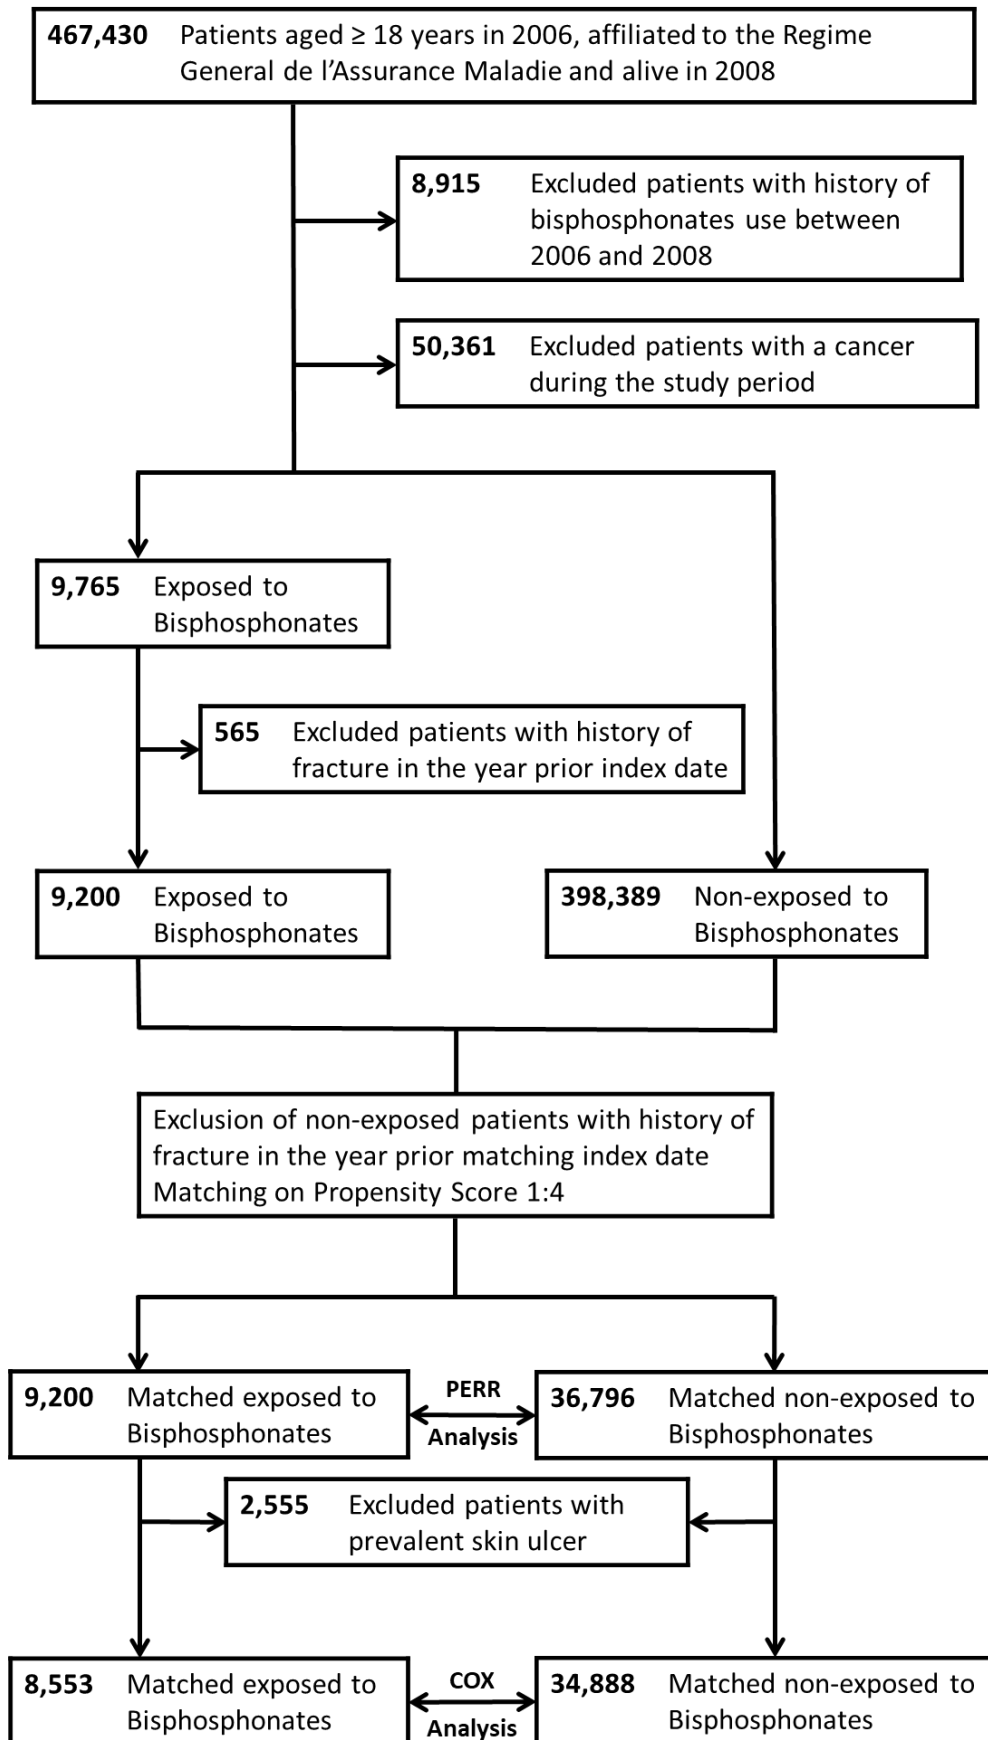 467,430 Patients aged ≥ 18 years in 2006, affiliated to the Regime
General de l’Assurance Maladie and alive in 2008
8,915 Excluded patients with history of
bisphosphonates use between
2006 and 2008
50,361 Excluded patients with a cancer
during the study period
9,765 Exposed to
Bisphosphonates
565 Excluded patients with history of
fracture in the year prior index date
9,200 Exposed to
Bisphosphonates
398,389 Non-exposed to
Bisphosphonates
Exclusion of non-exposed patients with history of
fracture in the year prior matching index date
Matching on Propensity Score 1:4
9,200 Matched exposed to
Bisphosphonates
PERR
Analysis
36,796 Matched non-exposed to
Bisphosphonates
2,555 Excluded patients with
prevalent skin ulcer
8,553 Matched exposed to
Bisphosphonates
COX
Analysis
34,888 Matched non-exposed to
Bisphosphonates